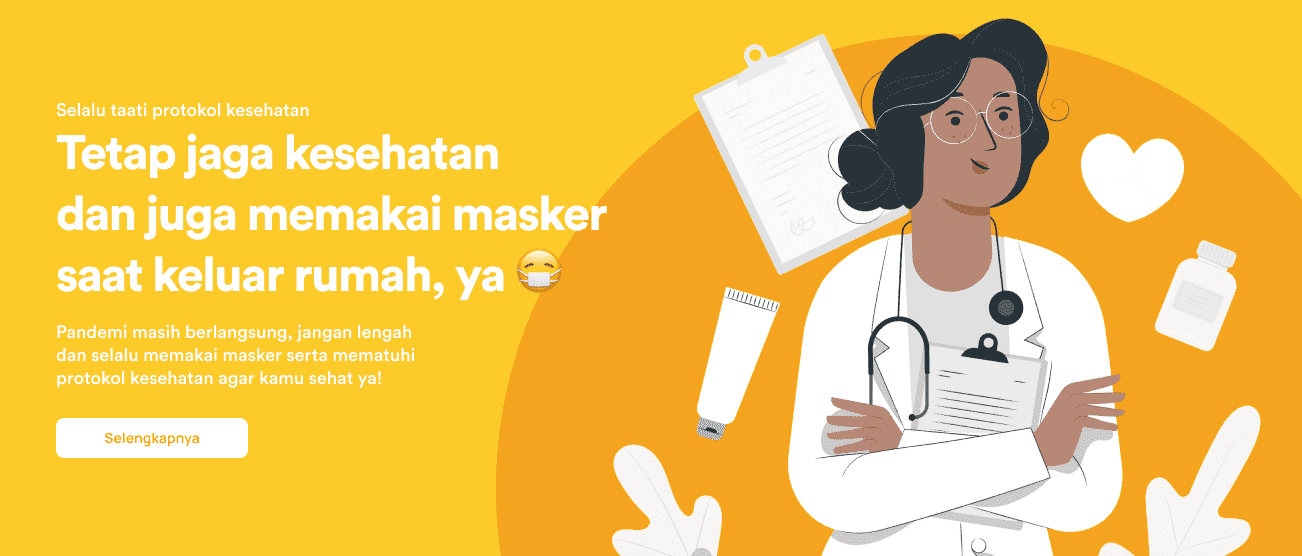 Selalu taati protokol kesehatan
Tetap jaga kesehatan
dan juga memakai masker
saat keluar rumah, ya 😷
Pandemi masih berlangsung, jangan lengah
dan selalu memakai masker serta mematuhi
protokol kesehatan agar kamu sehat ya!
Selengkapnya